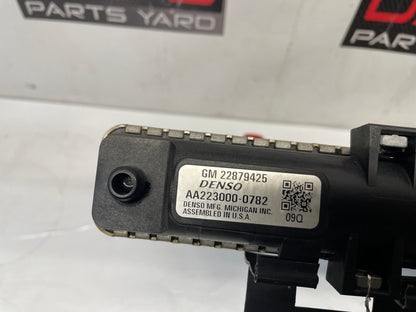 PARTS YARD
PARTS YARD
GM 22879425
DENSO
AA223000-0782
DENSO MFG. MICHIGAN INC.
ASSEMBLED IN U.S.A.
09Q